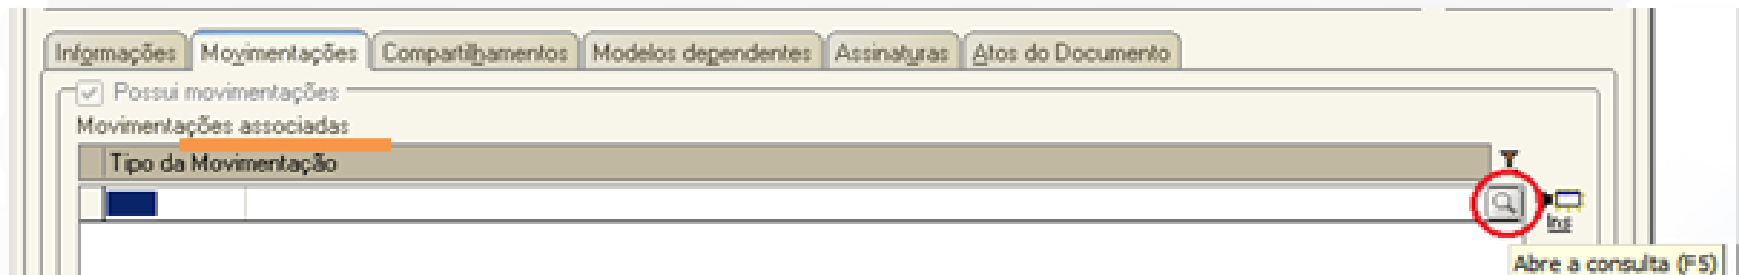 Informações Movimentações Compartilhamentos Modelos dependentes Assinaturas Atos do Documento
Possui movimentações
Movimentações associadas
Tipo da Movimentação
Ins
Abre a consulta (F5)